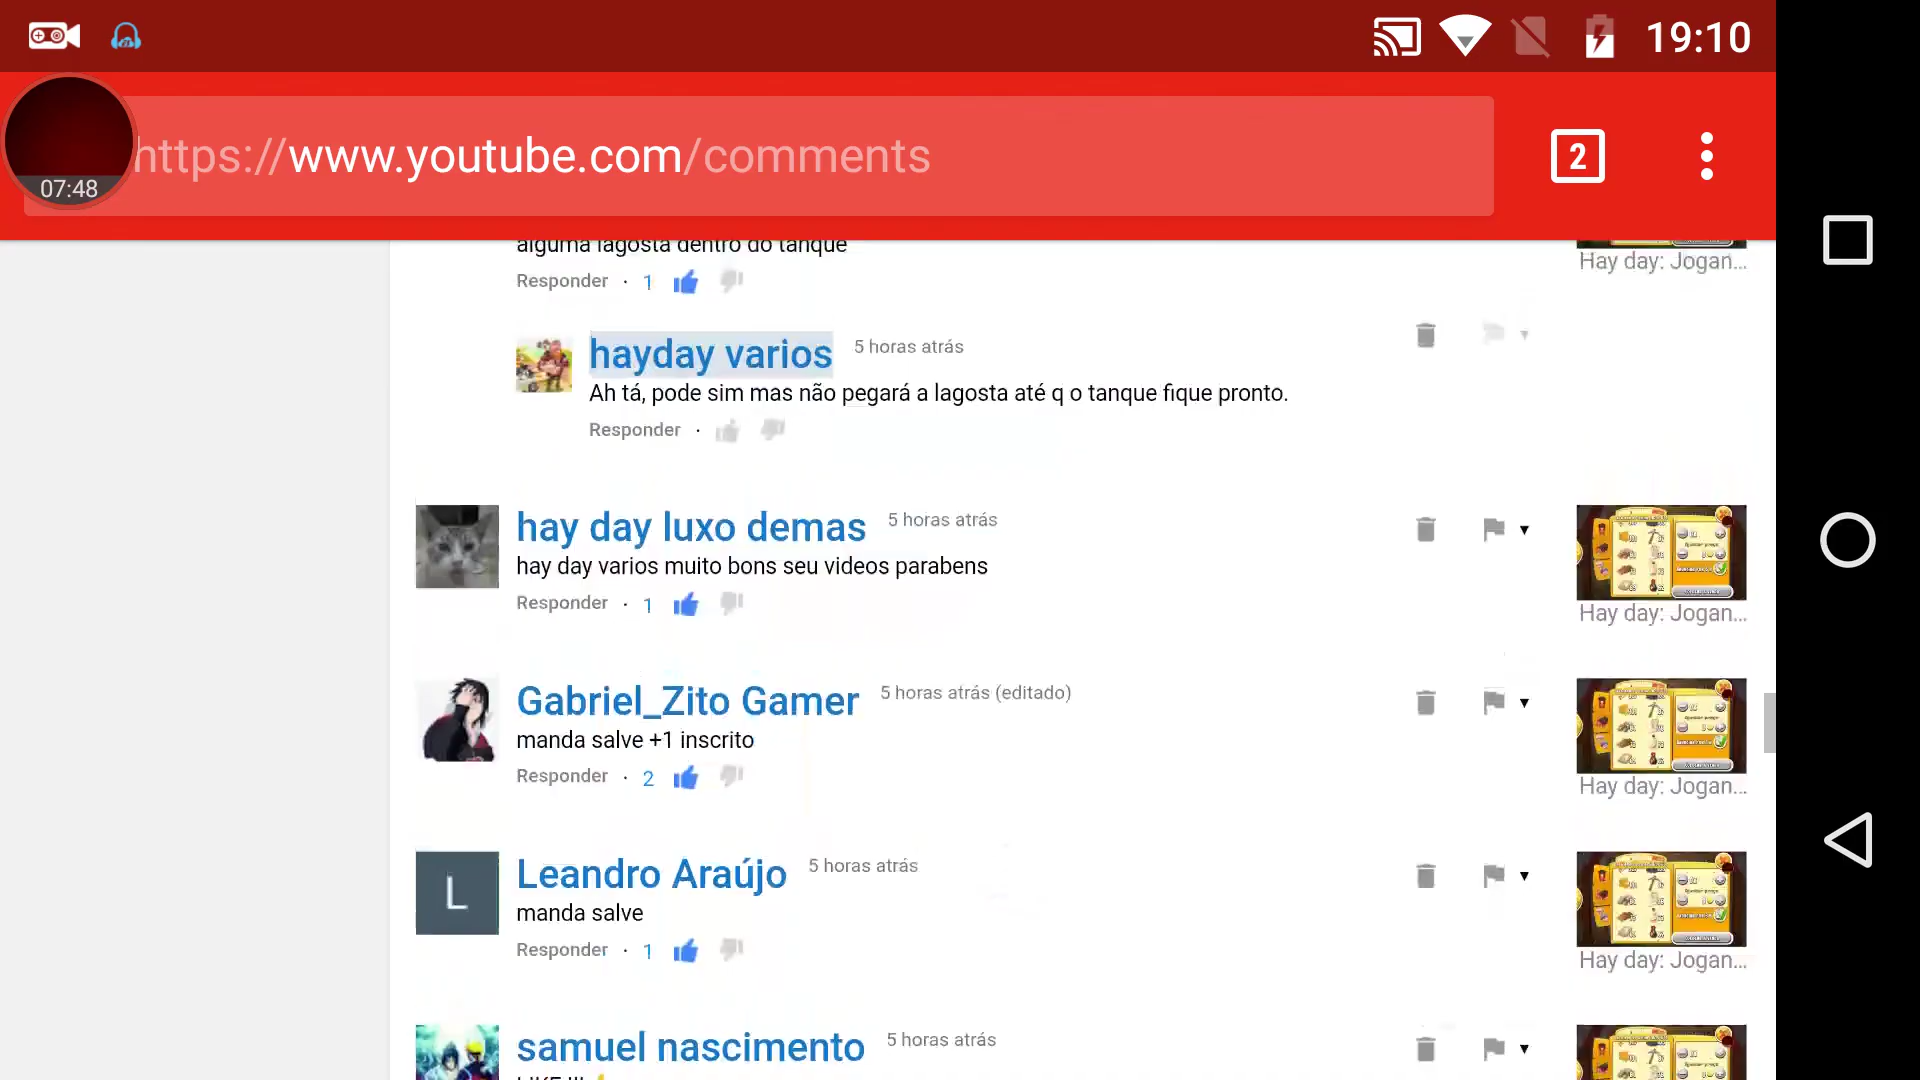 19:10
https://www.youtube.com/comments
2
07:48
alguma lagosta dentro do tanque
Responder · 1
Hay day: Jogan...
hayday varios 5 horas atrás
Ah tá, pode sim mas não pegará a lagosta até q o tanque fique pronto.
Responder ·
hay day luxo demas 5 horas atrás
hay day varios muito bons seu videos parabens
Responder · 1
Hay day: Jogan...
Gabriel_Zito Gamer 5 horas atrás (editado)
manda salve +1 inscrito
Responder · 2
Hay day: Jogan...
L
Leandro Araújo 5 horas atrás
manda salve
Responder · 1
Hay day: Jogan...
samuel nascimento 5 horas atrás